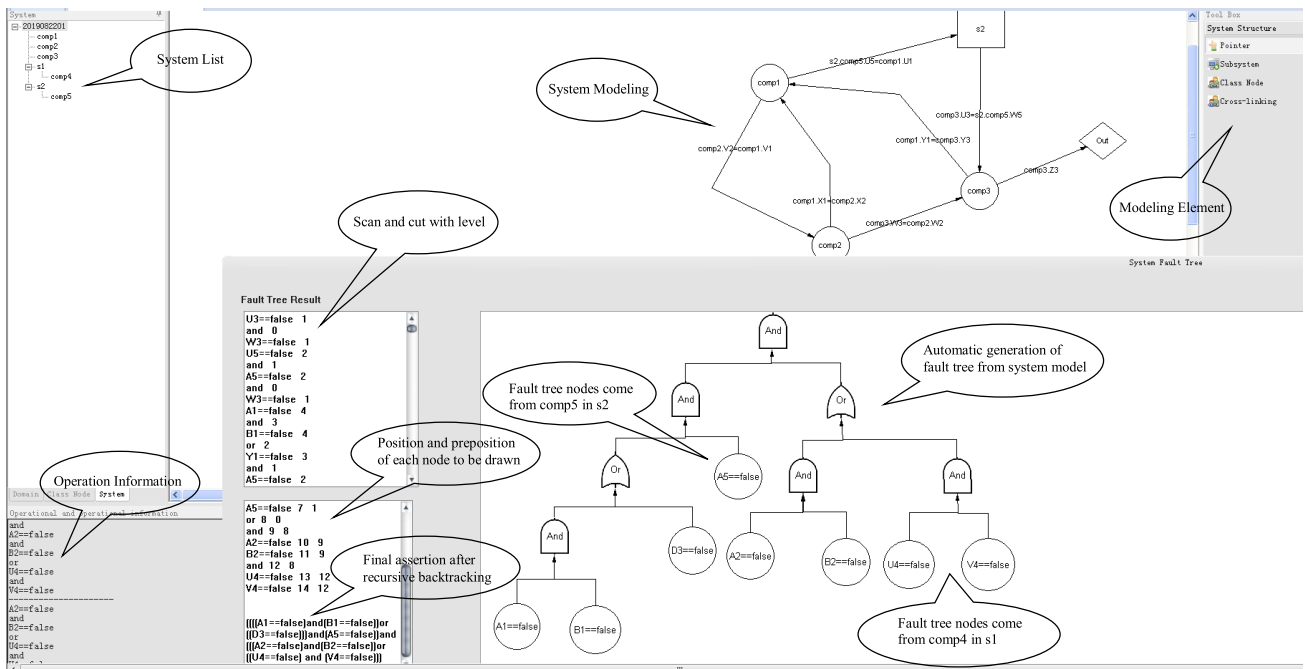 System
2019082201
comp1
comp2
comp3
s1
comp4
s2
comp5
System List
System Modeling
s2
s2.comp5.U5=comp1.U1
comp1
comp3.U3=s2.comp5.W5
comp1.Y1=comp3.Y3
comp2.V2=comp1.V1
Out
comp3.Z3
comp3
comp1.X1=comp2.X2
comp3.W3=comp2.W2
comp2
Tool Box
System Structure
Pointer
Subsystem
Class Node
Cross-linking
Modeling Element
Scan and cut with level
System Fault Tree
Fault Tree Result
U3==false 1
and 0
W3==false 1
U5==false 2
and 1
A5==false 2
and 0
W3==false 1
A1==false 4
and 3
B1==false 4
or 2
Y1==false 3
and 1
A5==false 2
Position and preposition
of each node to be drawn
A5==false 7 1
or 8 0
and 9 8
A2==false 10 9
B2==false 11 9
and 12 8
U4==false 13 12
V4==false 14 12
Final assertion after
recursive backtracking
((((A1==false)and(B1==false))or
((D3==false)))and(A5==false))and
(((A2==false)and(B2==false))or
((U4==false) and (V4==false)))
Operation Information
Domain Class Node System
Operational and operational information
and
A2==false
and
B2==false
or
U4==false
and
V4==false
---------------------
A2==false
and
B2==false
or
U4==false
and
And
Automatic generation of
fault tree from system model
Fault tree nodes come
from comp5 in s2
And
Or
Or
A5==false
And
And
And
D3==false
A2==false
B2==false
U4==false
V4==false
A1==false
B1==false
Fault tree nodes come
from comp4 in s1